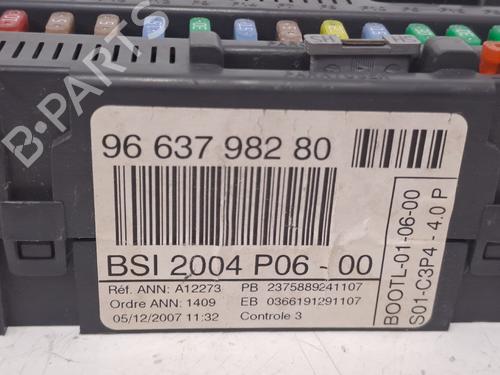 B-PARTS
96 637 982 80
BSI 2004 P06 - 00
Réf. ANN: A12273 PB 2375889241107
Ordre ANN: 1409 EB 0366191291107
05/12/2007 11:32 Controle 3
BOOTL-01-06-00
S01-C3P4 - 4.0 P